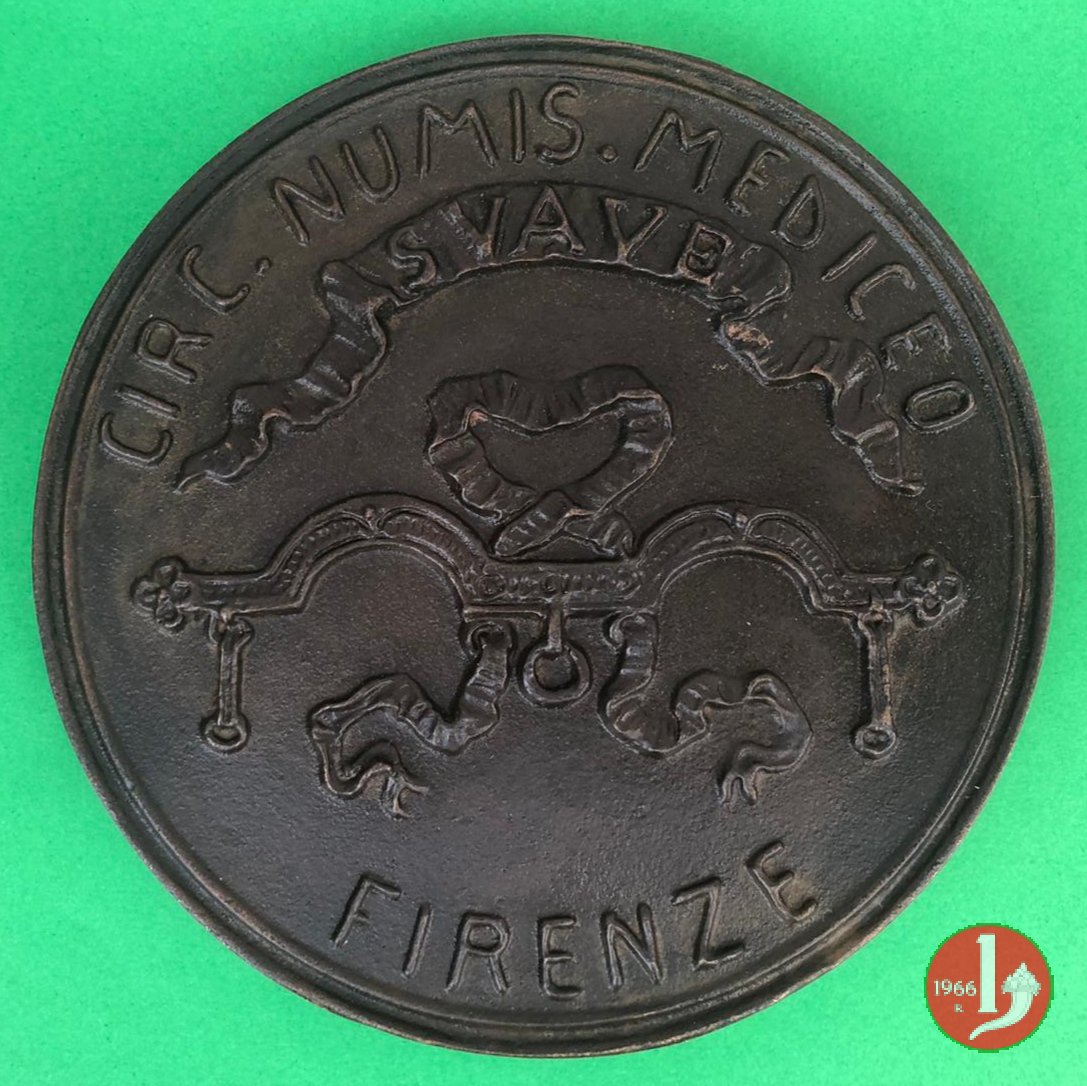 CIRC. NUMIS. MEDICEO
SVAVE
FIRENZE
1966
R